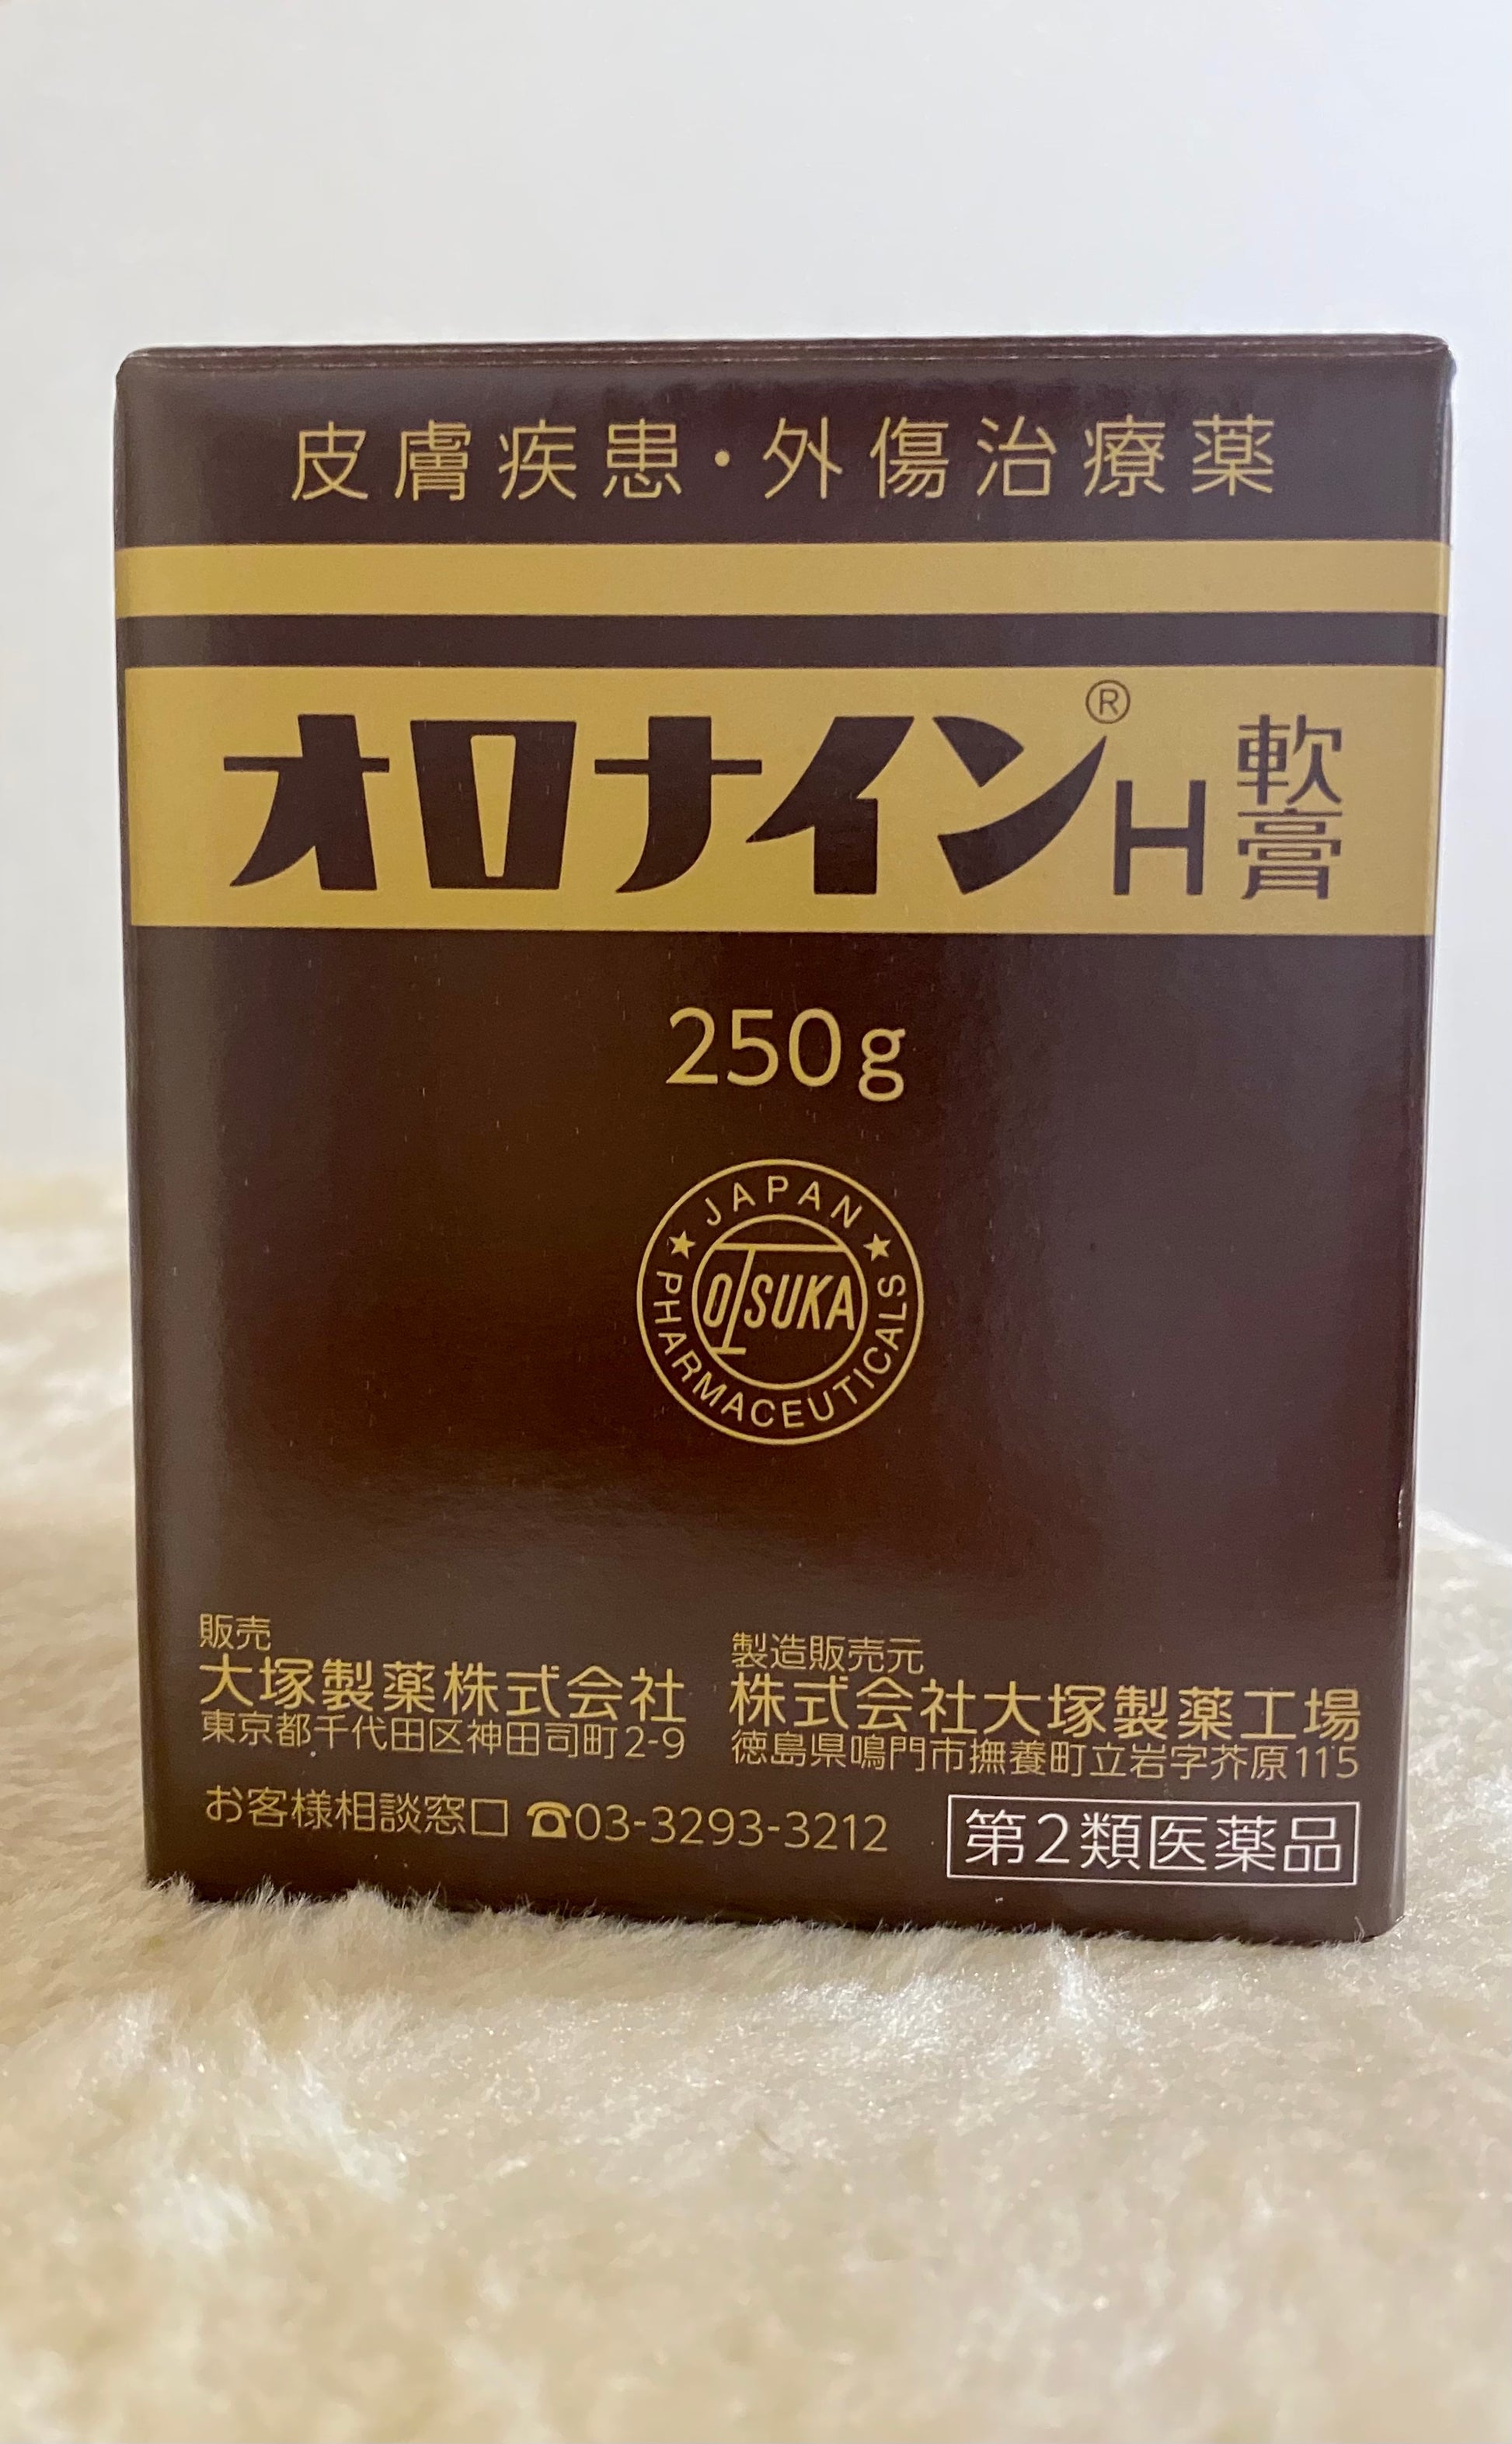 皮膚疾患・外傷治療薬
オロナイン®H軟膏
250g
★ JAPAN ★
OTSUKA
PHARMACEUTICALS
販売
大塚製薬株式会社
東京都千代田区神田司町2-9
製造販売元
株式会社大塚製薬工場
徳島県鳴門市撫養町立岩字芥原115
お客様相談窓口 ☎03-3293-3212
第2類医薬品